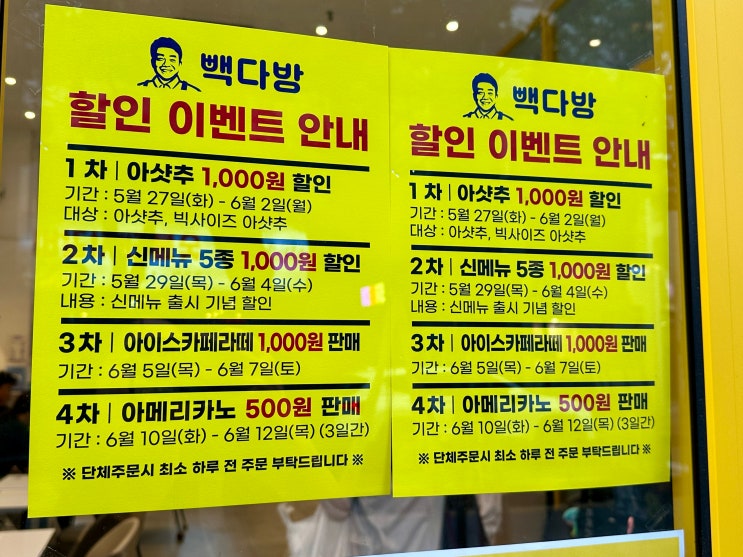 빽다방
할인 이벤트 안내
1차 | 아샷추 1,000원 할인
기간 : 5월 27일(화) - 6월 2일(월)
대상 : 아샷추, 빅사이즈 아샷추
2차 | 신메뉴 5종 1,000원 할인
기간 : 5월 29일(목) - 6월 4일(수)
내용 : 신메뉴 출시 기념 할인
3차 | 아이스카페라떼 1,000원 판매
기간 : 6월 5일(목) - 6월 7일(토)
4차 | 아메리카노 500원 판매
기간 : 6월 10일(화) - 6월 12일(목) (3일간)
※ 단체주문시 최소 하루 전 주문 부탁드립니다 ※
빽다방
할인 이벤트 안내
1차 | 아샷추 1,000원 할인
기간 : 5월 27일(화) - 6월 2일(월)
대상 : 아샷추, 빅사이즈 아샷추
2차 | 신메뉴 5종 1,000원 할인
기간 : 5월 29일(목) - 6월 4일(수)
내용 : 신메뉴 출시 기념 할인
3차 | 아이스카페라떼 1,000원 판매
기간 : 6월 5일(목) - 6월 7일(토)
4차 | 아메리카노 500원 판매
기간 : 6월 10일(화) - 6월 12일(목) (3일간)
※ 단체주문시 최소 하루 전 주문 부탁드립니다 ※